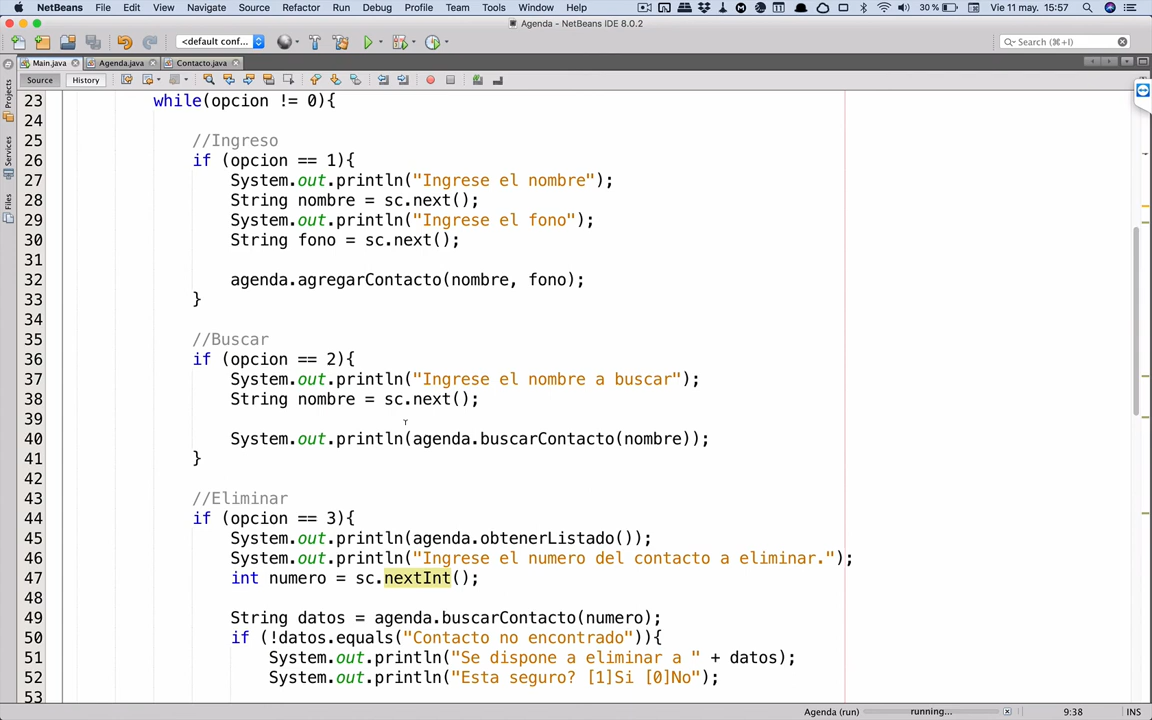 NetBeans File Edit View Navigate Source Refactor Run Debug Profile Team Tools Window Help 30 % Vie 11 may. 15:57
Agenda - NetBeans IDE 8.0.2
<default conf... Search (⌘+I)
Main.java Agenda.java Contacto.java
Source History
Projects
Services
Files
23 while(opcion != 0){
24
25 //Ingreso
26 if (opcion == 1){
27 System.out.println("Ingrese el nombre");
28 String nombre = sc.next();
29 System.out.println("Ingrese el fono");
30 String fono = sc.next();
31
32 agenda.agregarContacto(nombre, fono);
33 }
34
35 //Buscar
36 if (opcion == 2){
37 System.out.println("Ingrese el nombre a buscar");
38 String nombre = sc.next();
39
40 System.out.println(agenda.buscarContacto(nombre));
41 }
42
43 //Eliminar
44 if (opcion == 3){
45 System.out.println(agenda.obtenerListado());
46 System.out.println("Ingrese el numero del contacto a eliminar.");
47 int numero = sc.nextInt();
48
49 String datos = agenda.buscarContacto(numero);
50 if (!datos.equals("Contacto no encontrado")){
51 System.out.println("Se dispone a eliminar a " + datos);
52 System.out.println("Esta seguro? [1]Si [0]No");
53
Agenda (run) running... 9:38 INS